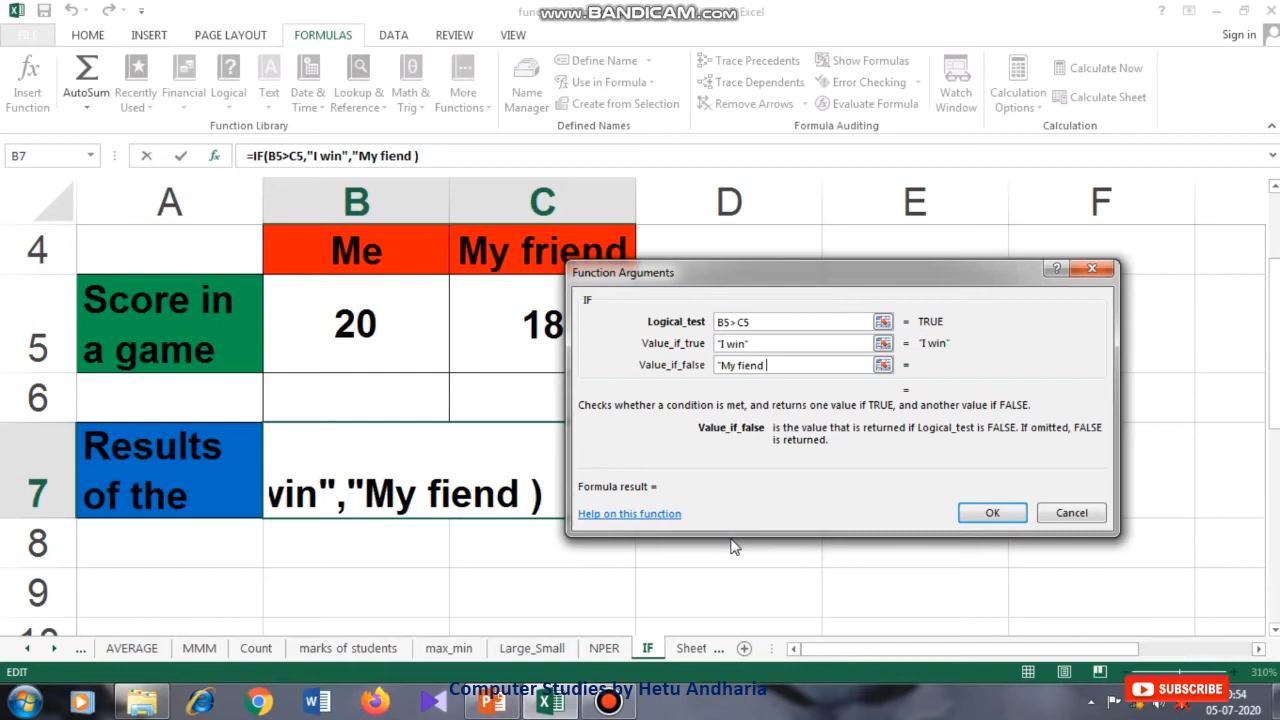 func
www.BANDICAM.com
Excel
FILE HOME INSERT PAGE LAYOUT FORMULAS DATA REVIEW VIEW Sign in
Insert Function
AutoSum
Recently Used
Financial
Logical
Text
Date & Time
Lookup & Reference
Math & Trig
More Functions
Function Library
Name Manager
Define Name
Use in Formula
Create from Selection
Defined Names
Trace Precedents
Trace Dependents
Remove Arrows
Show Formulas
Error Checking
Evaluate Formula
Formula Auditing
Watch Window
Calculation Options
Calculate Now
Calculate Sheet
Calculation
B7 fx =IF(B5>C5,"I win","My fiend )
A B C D E F
4 Me My friend
5 Score in a game 20 18
6
7 Results of the win","My fiend )
8
9
10
Function Arguments
IF
Logical_test B5>C5 = TRUE
Value_if_true "I win" = "I win"
Value_if_false "My fiend =
=
Checks whether a condition is met, and returns one value if TRUE, and another value if FALSE.
Value_if_false is the value that is returned if Logical_test is FALSE. If omitted, FALSE
is returned.
Formula result =
Help on this function
OK Cancel
... AVERAGE MMM Count marks of students max_min Large_Small NPER IF Sheet ...
EDIT 310%
Computer Studies by Hetu Andharia
SUBSCRIBE
0:54
05-07-2020